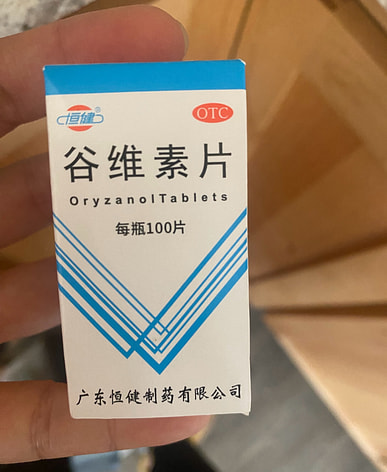 恒健®
OTC
谷维素片
OryzanolTablets
每瓶100片
广东恒健制药有限公司